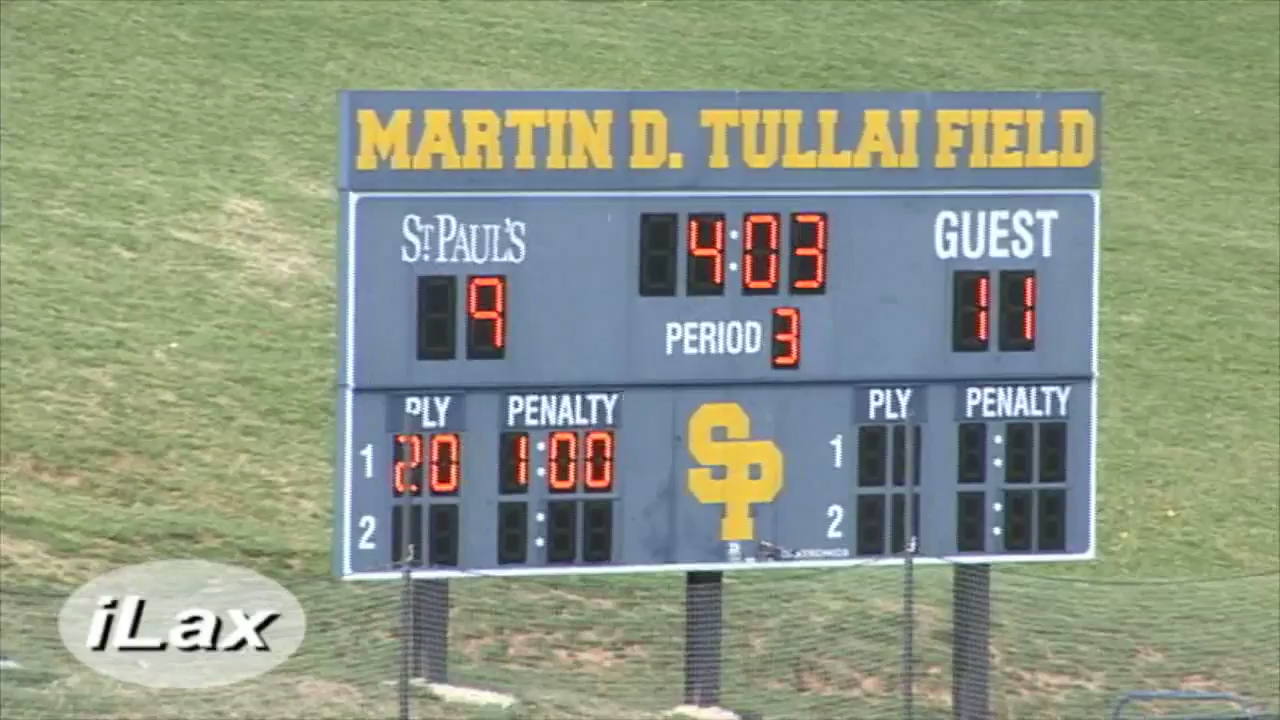 MARTIN D. TULLAI FIELD
ST. PAUL'S 4:03 GUEST
9 PERIOD 3 11
PLY PENALTY PLY PENALTY
1 20 1:00 SP 1
2 2
iLax